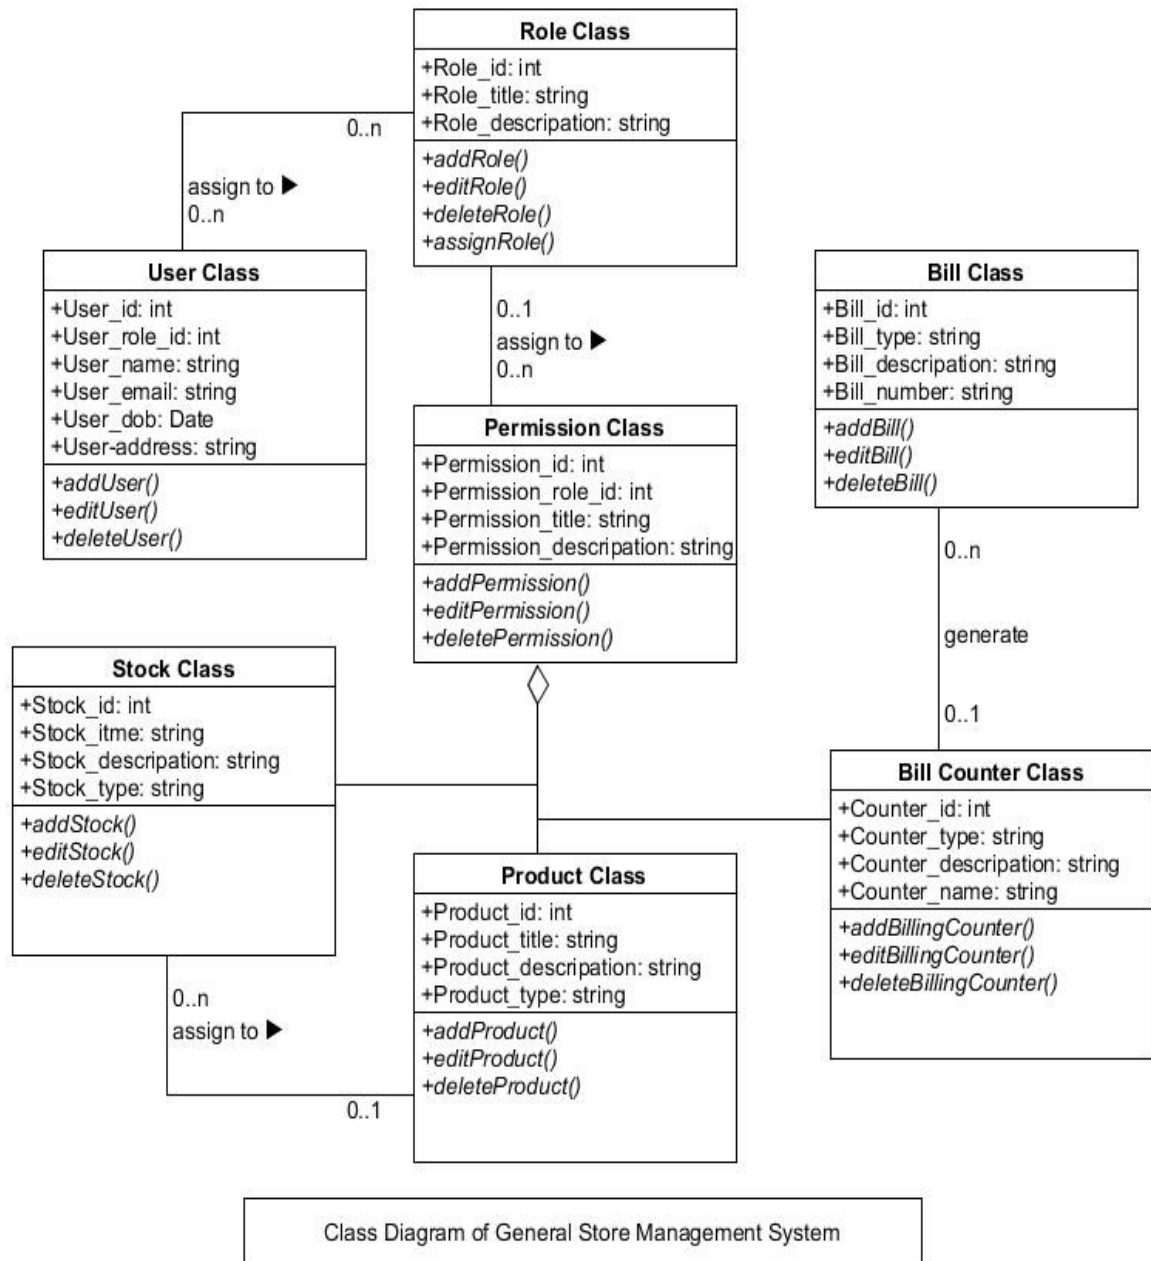 Role Class
+Role_id: int
+Role_title: string
+Role_descripation: string
+addRole()
+editRole()
+deleteRole()
+assignRole()
0..n
assign to ▶
0..n
User Class
+User_id: int
+User_role_id: int
+User_name: string
+User_email: string
+User_dob: Date
+User-address: string
+addUser()
+editUser()
+deleteUser()
0..1
assign to ▶
0..n
Permission Class
+Permission_id: int
+Permission_role_id: int
+Permission_title: string
+Permission_descripation: string
+addPermission()
+editPermission()
+deletePermission()
Bill Class
+Bill_id: int
+Bill_type: string
+Bill_descripation: string
+Bill_number: string
+addBill()
+editBill()
+deleteBill()
0..n
generate
0..1
Stock Class
+Stock_id: int
+Stock_itme: string
+Stock_descripation: string
+Stock_type: string
+addStock()
+editStock()
+deleteStock()
0..n
assign to ▶
0..1
Product Class
+Product_id: int
+Product_title: string
+Product_descripation: string
+Product_type: string
+addProduct()
+editProduct()
+deleteProduct()
Bill Counter Class
+Counter_id: int
+Counter_type: string
+Counter_descripation: string
+Counter_name: string
+addBillingCounter()
+editBillingCounter()
+deleteBillingCounter()
Class Diagram of General Store Management System